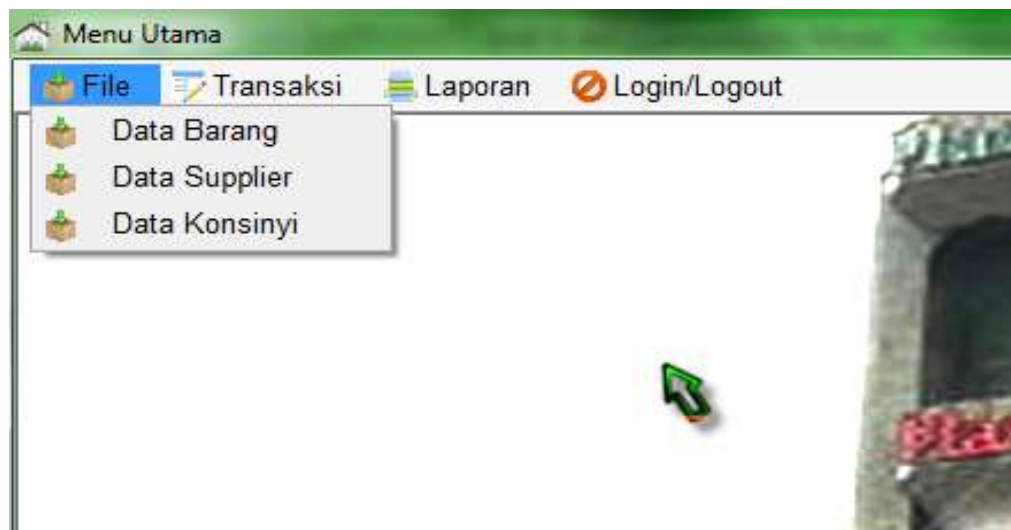 Menu Utama
File Transaksi Laporan Login/Logout
Data Barang
Data Supplier
Data Konsinyi